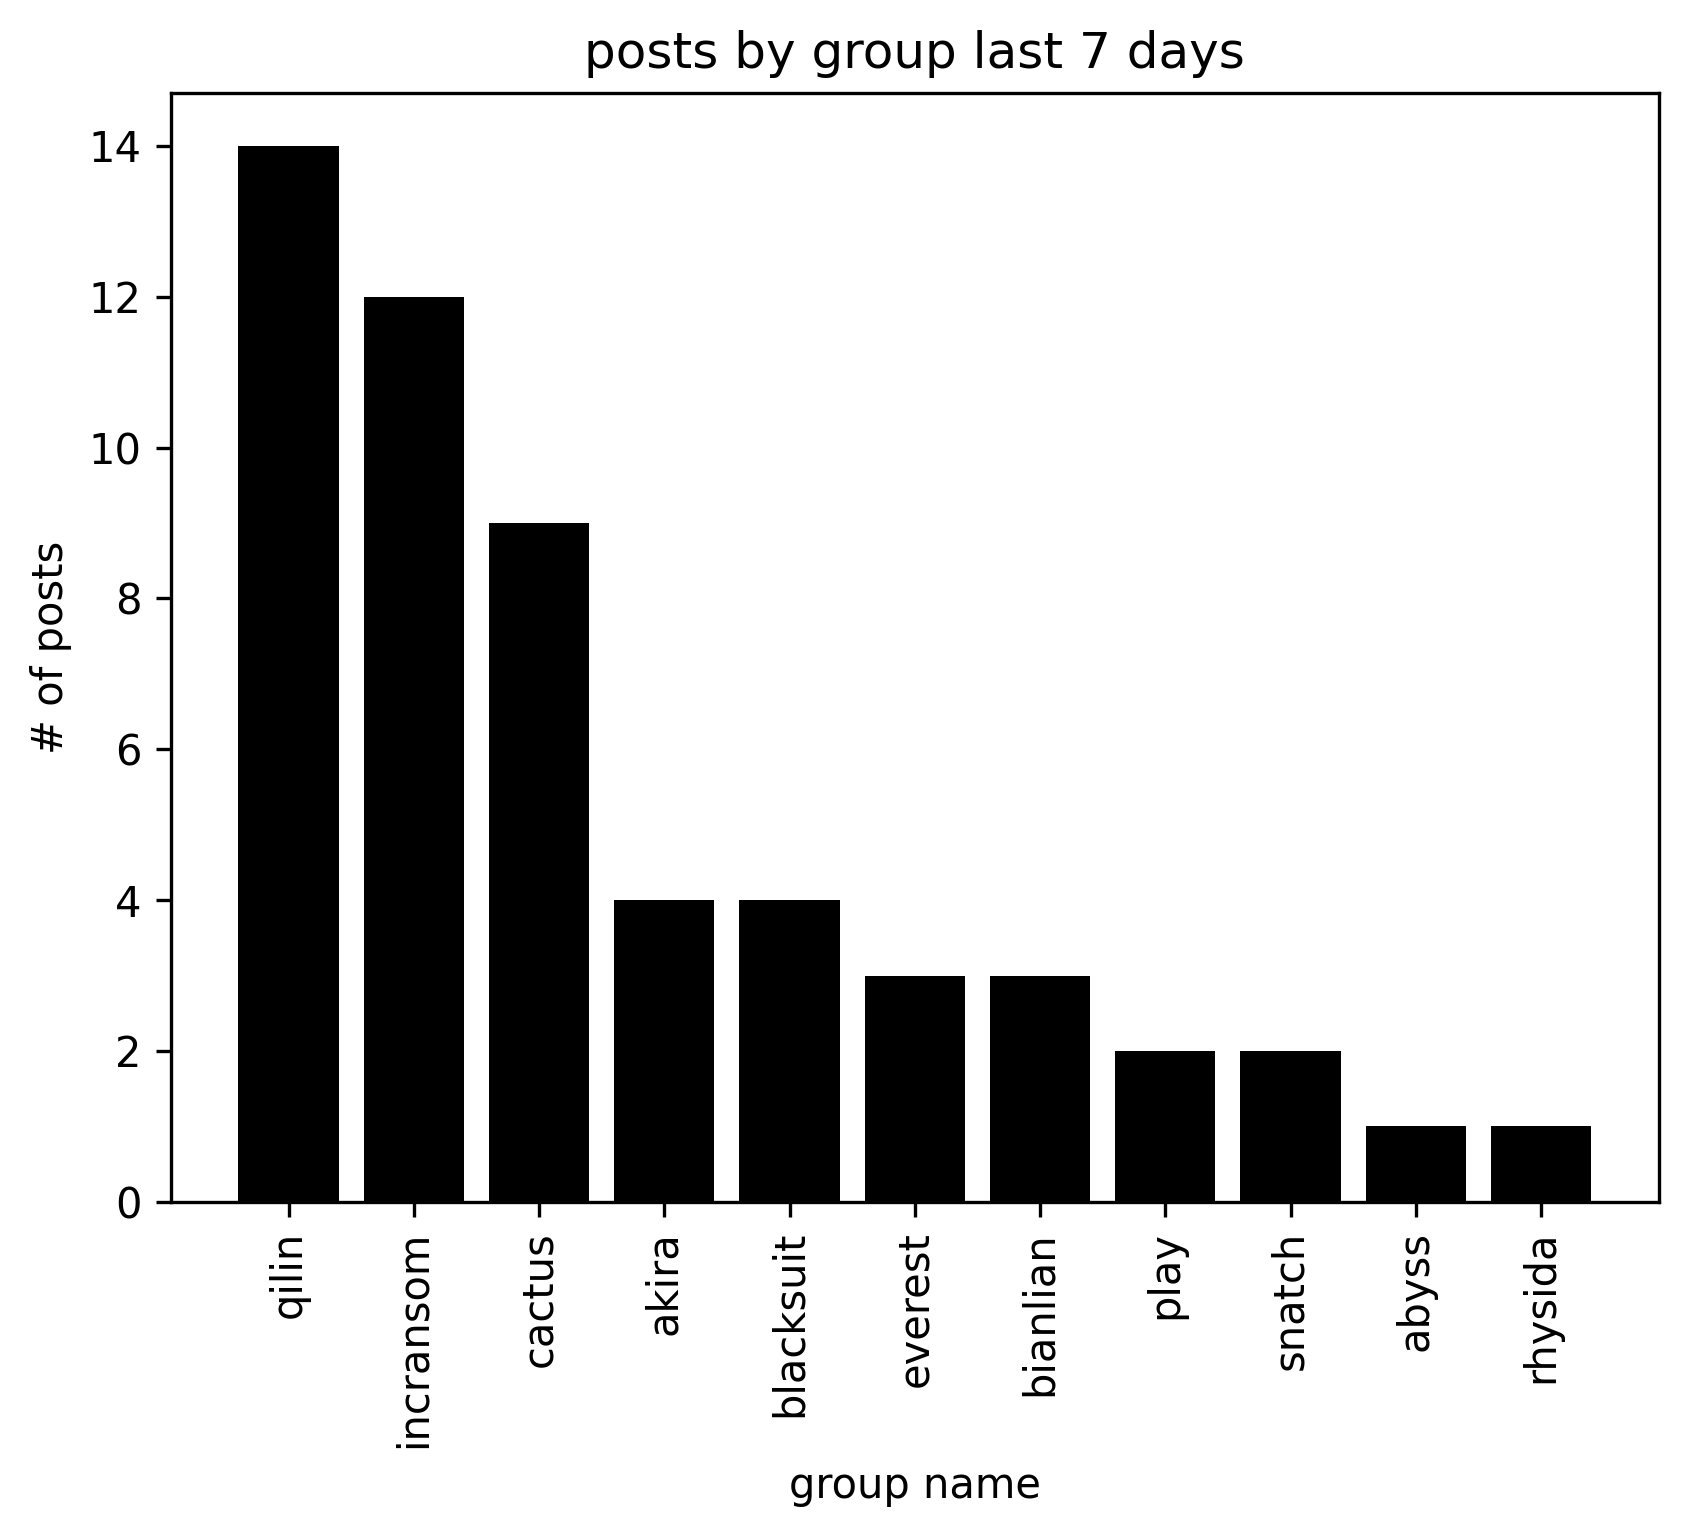 posts by group last 7 days
14
12
10
8
6
4
2
0
# of posts
qilin
incransom
cactus
akira
blacksuit
everest
bianlian
play
snatch
abyss
rhysida
group name